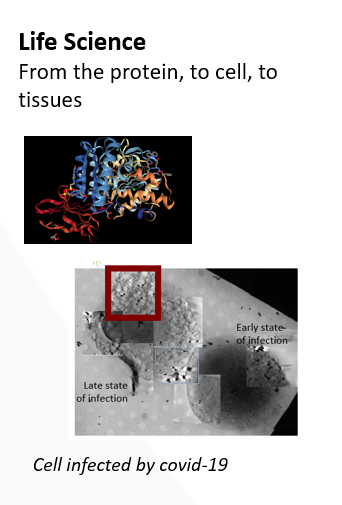 Life Science
From the protein, to cell, to
tissues
Early state
of infection
Late state
of infection
Cell infected by covid-19